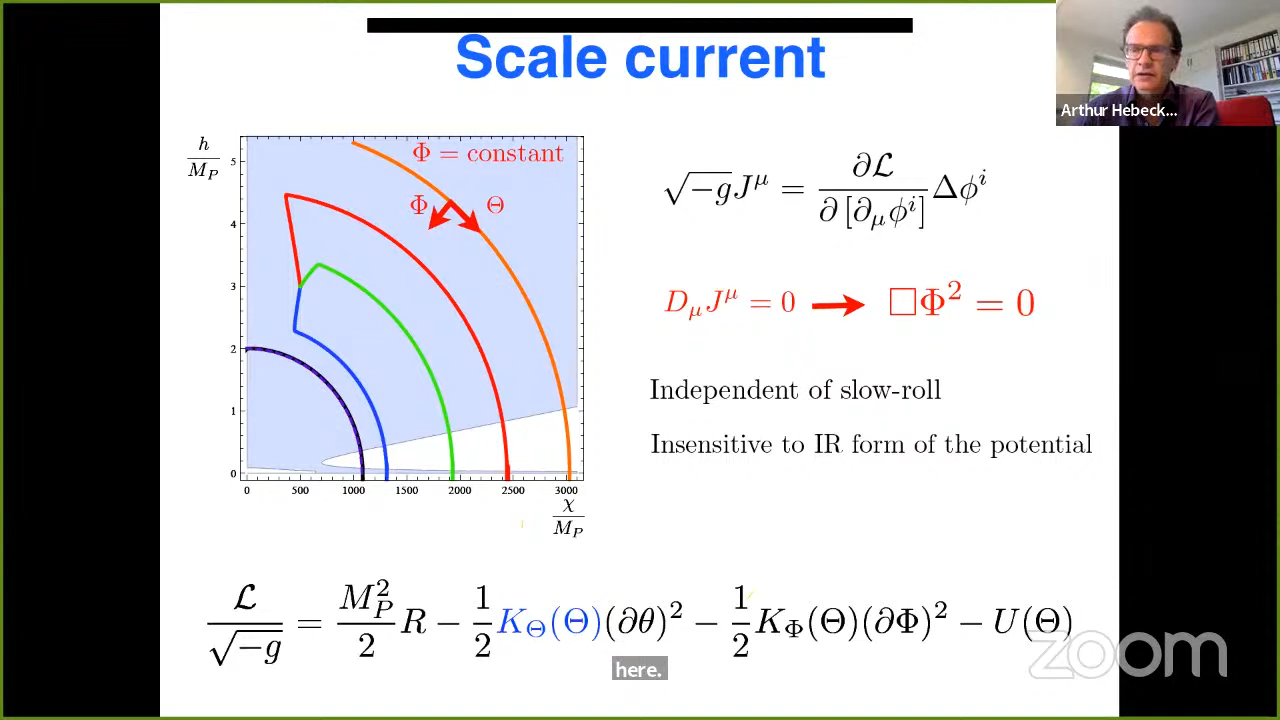 Scale current
Arthur Hebeck...
h
M_P
5
4
3
2
1
0
Φ = constant
Φ
Θ
0 500 1000 1500 2000 2500 3000
χ
M_P
√−g J^μ = ∂ℒ / ∂[∂_μ φ^i] Δφ^i
D_μ J^μ = 0 → □Φ² = 0
Independent of slow-roll
Insensitive to IR form of the potential
ℒ/√−g = M_P²/2 R − 1/2 K_Θ(Θ)(∂θ)² − 1/2 K_Φ(Θ)(∂Φ)² − U(Θ)
zoom
here.